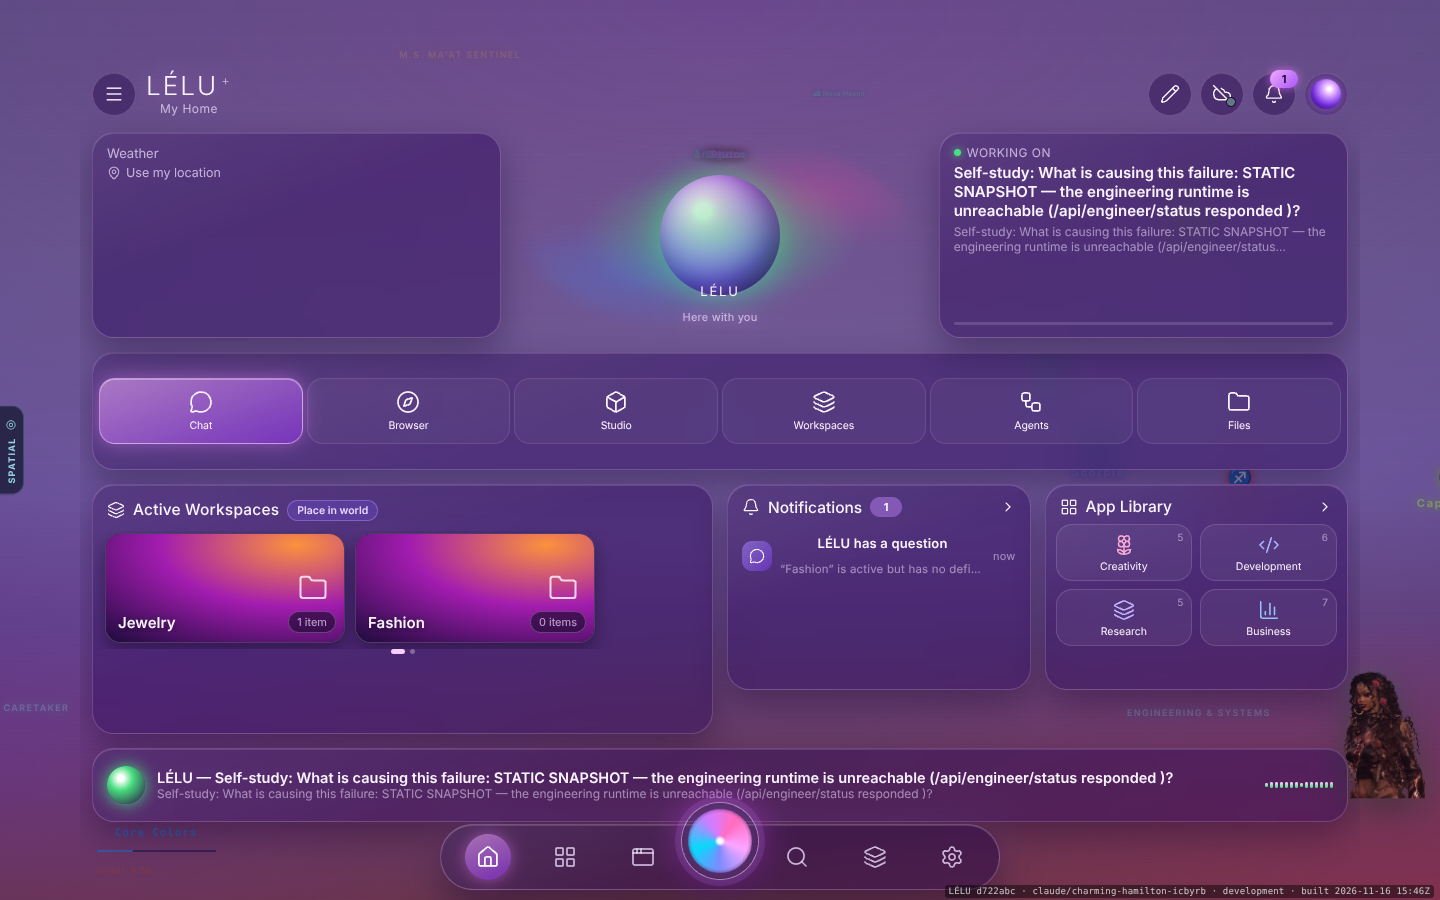 M.S. MA'AT SENTINEL
LÉLU +
My Home
1
Weather
Use my location
LÉLU
Here with you
WORKING ON
Self-study: What is causing this failure: STATIC
SNAPSHOT — the engineering runtime is
unreachable (/api/engineer/status responded )?
Self-study: What is causing this failure: STATIC SNAPSHOT — the
engineering runtime is unreachable (/api/engineer/status...
Chat
Browser
Studio
Workspaces
Agents
Files
SPATIAL
Active Workspaces
Place in world
Jewelry
1 item
Fashion
0 items
Notifications
1
LÉLU has a question
"Fashion" is active but has no defi...
now
App Library
Creativity
5
Development
6
Research
5
Business
7
Cap
CARETAKER
ENGINEERING & SYSTEMS
LÉLU — Self-study: What is causing this failure: STATIC SNAPSHOT — the engineering runtime is unreachable (/api/engineer/status responded )?
Self-study: What is causing this failure: STATIC SNAPSHOT — the engineering runtime is unreachable (/api/engineer/status responded )?
Core Colors
LÉLU d722abc · claude/charming-hamilton-icbyrb · development · built 2026-11-16 15:46Z